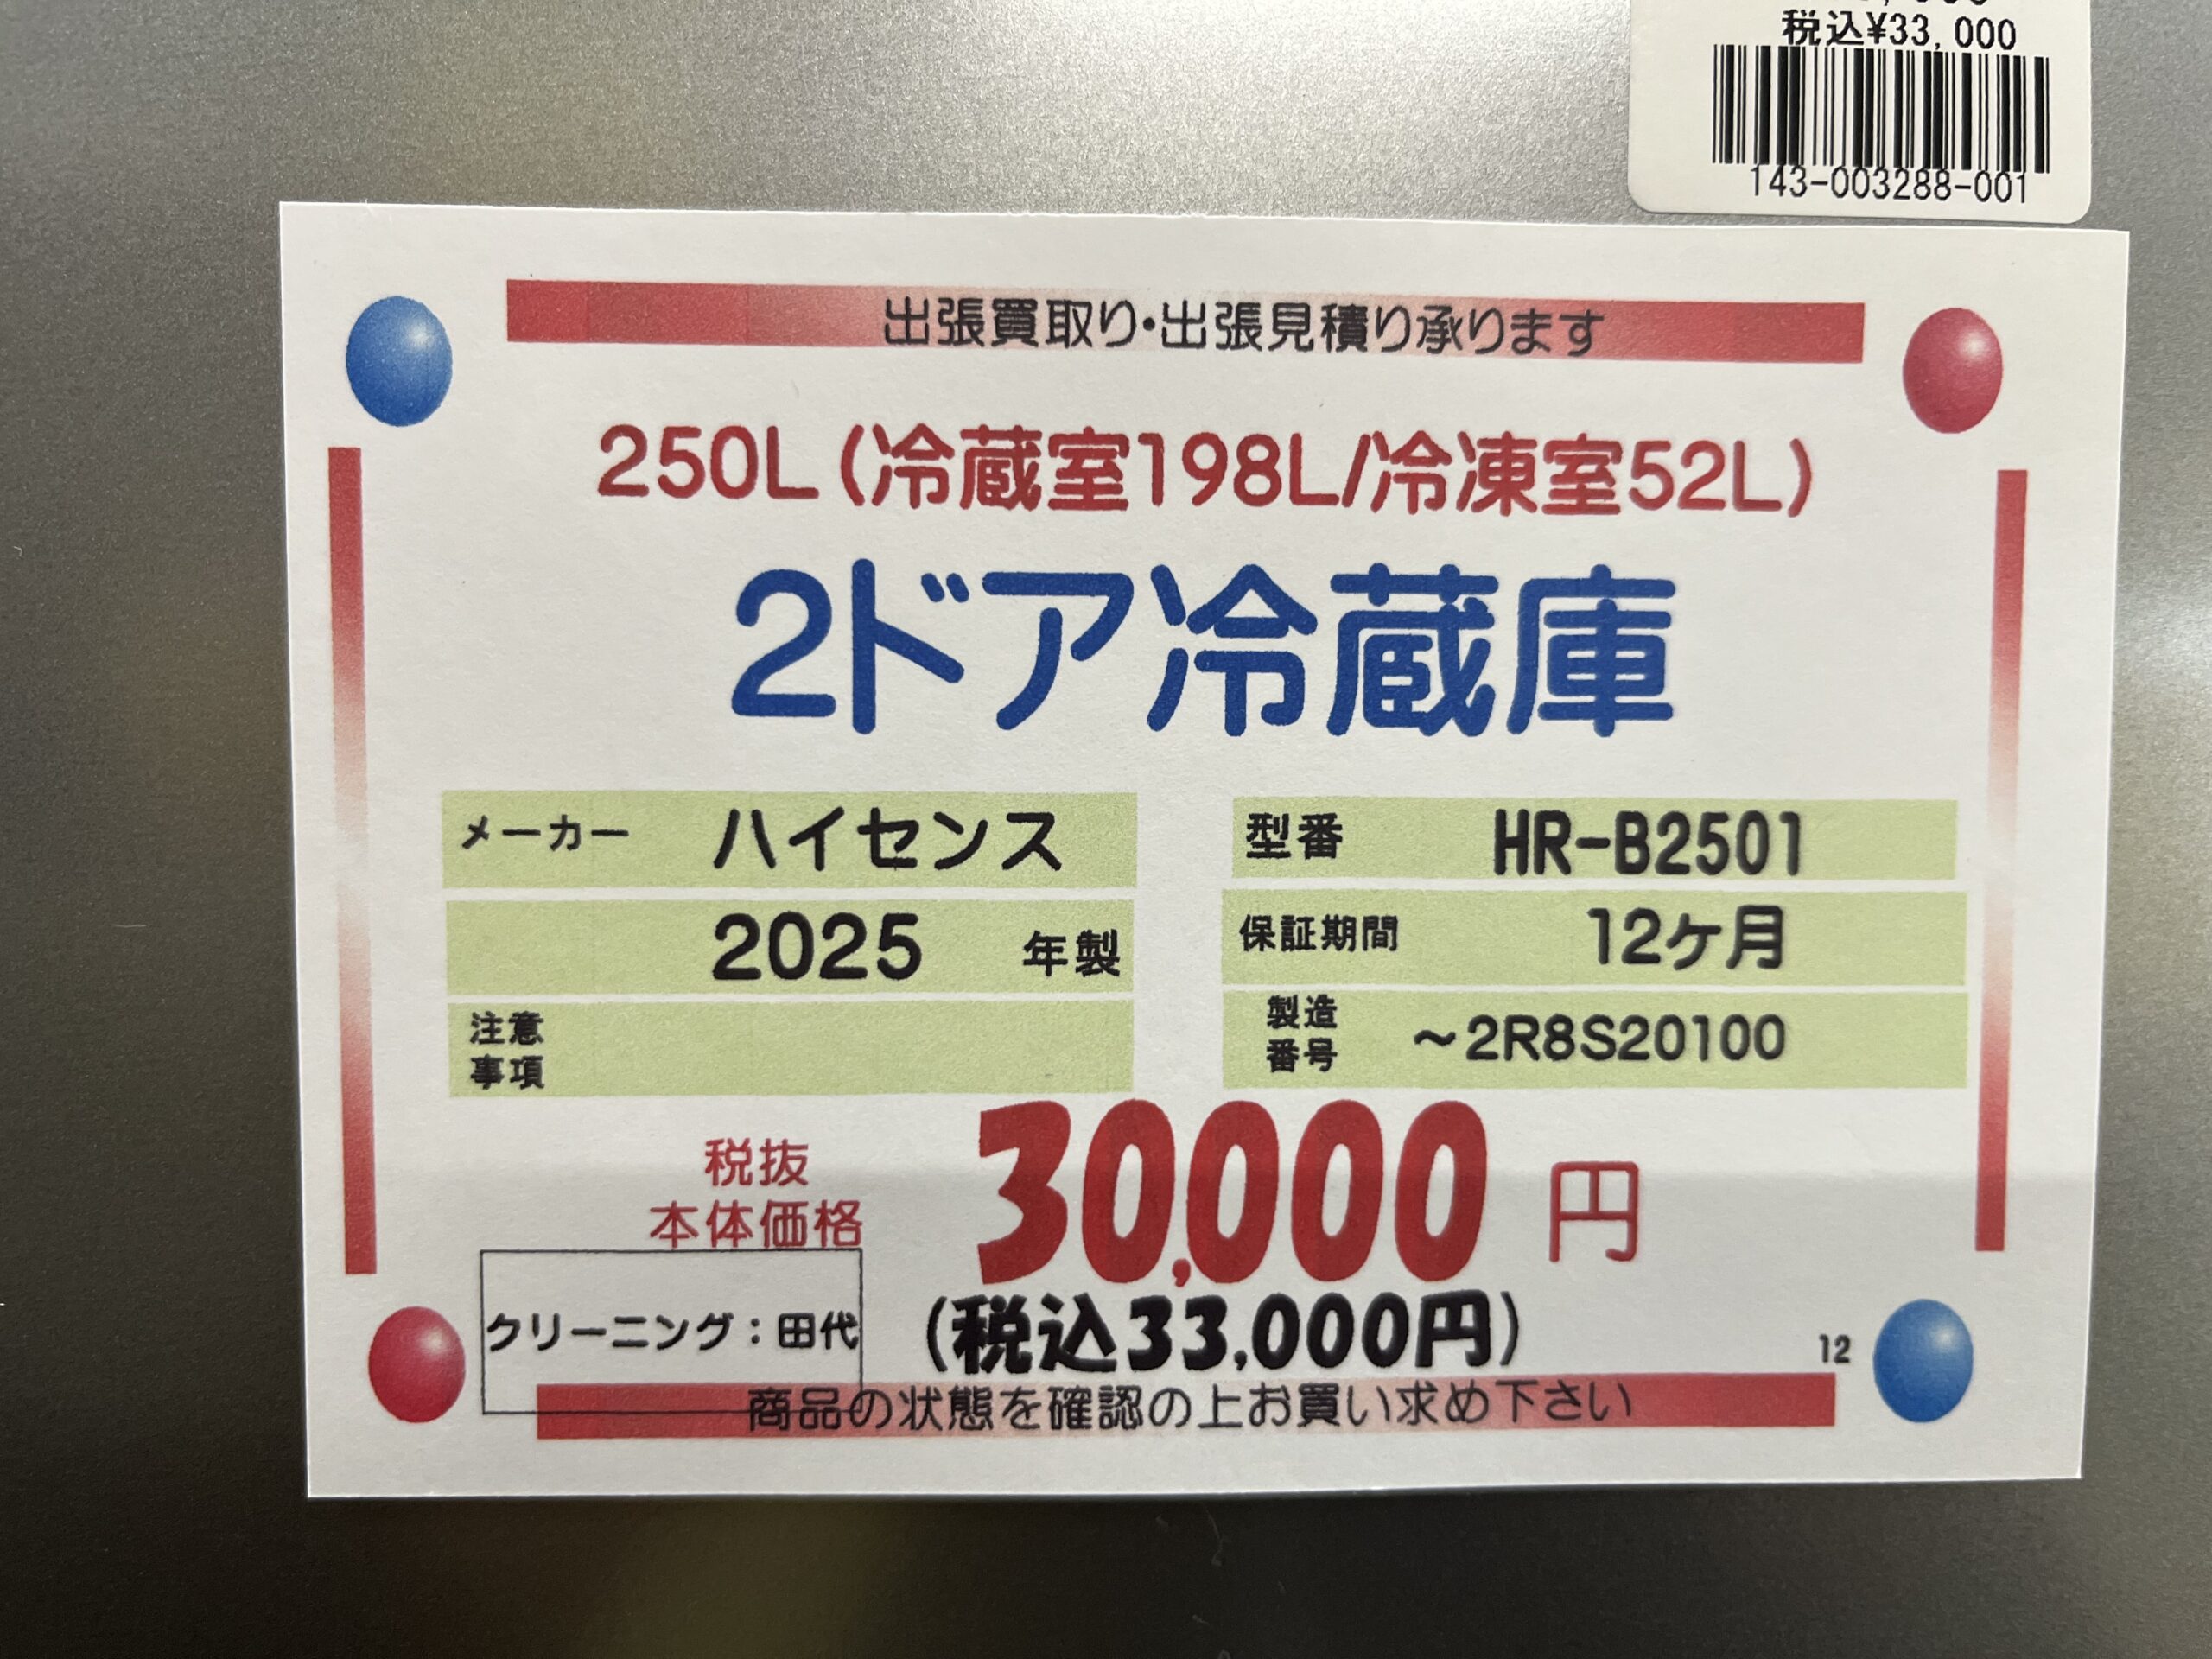 税込¥33,000
143-003288-001
出張買取り・出張見積り承ります
250L(冷蔵室198L/冷凍室52L)
2ドア冷蔵庫
メーカー ハイセンス 型番 HR-B2501
2025 年製 保証期間 12ケ月
注意事項 製造番号 ～2R8S20100
税抜
本体価格 30,000 円
クリーニング：田代 (税込33,000円) 12
商品の状態を確認の上お買い求め下さい